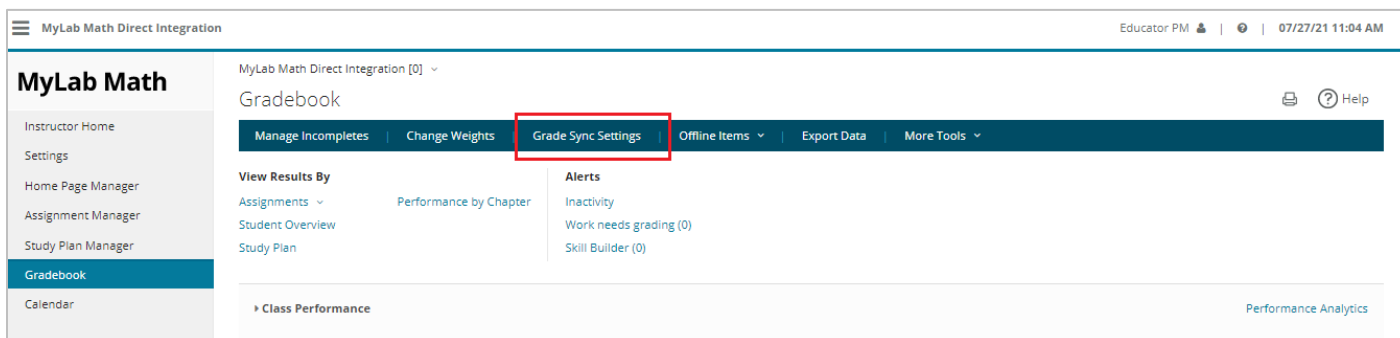 MyLab Math Direct Integration
Educator PM | | 07/27/21 11:04 AM
MyLab Math
Instructor Home
Settings
Home Page Manager
Assignment Manager
Study Plan Manager
Gradebook
Calendar
MyLab Math Direct Integration [0]
Gradebook
? Help
Manage Incompletes | Change Weights | Grade Sync Settings | Offline Items | Export Data | More Tools
View Results By
Assignments
Student Overview
Study Plan
Performance by Chapter
Alerts
Inactivity
Work needs grading (0)
Skill Builder (0)
Class Performance
Performance Analytics